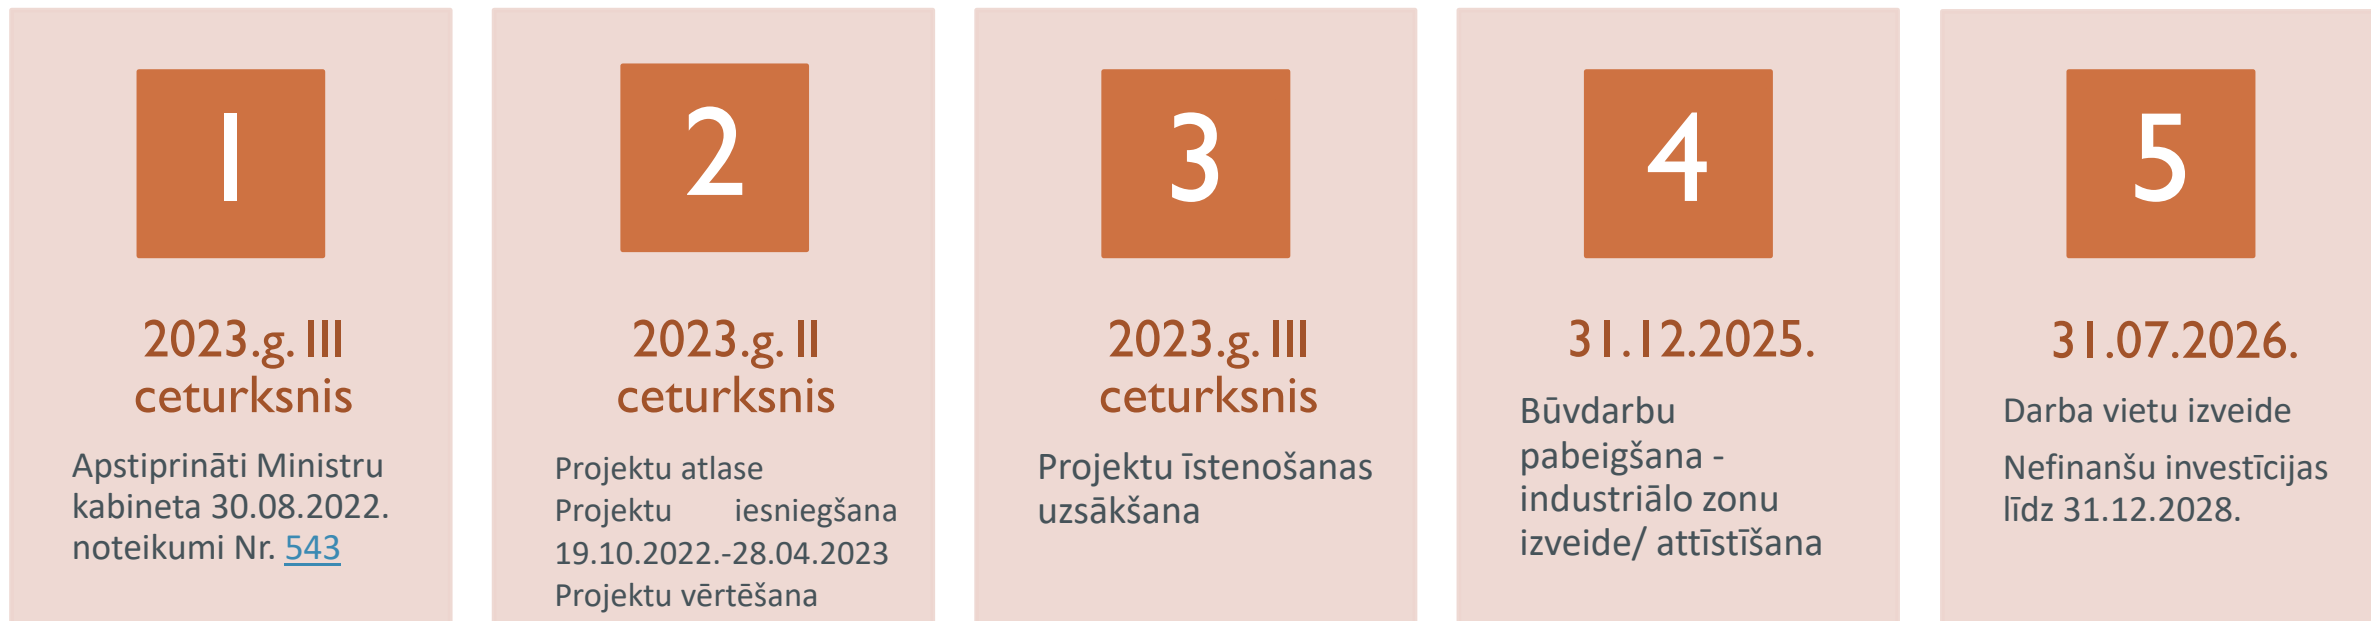 1
2023.g. III
ceturksnis
Apstiprināti Ministru
kabineta 30.08.2022.
noteikumi Nr. 543
2
2023.g. II
ceturksnis
Projektu atlase
Projektu iesniegšana
19.10.2022.-28.04.2023
Projektu vērtēšana
3
2023.g. III
ceturksnis
Projektu īstenošanas
uzsākšana
4
31.12.2025.
Būvdarbu
pabeigšana -
industriālo zonu
izveide/ attīstīšana
5
31.07.2026.
Darba vietu izveide
Nefinanšu investīcijas
līdz 31.12.2028.